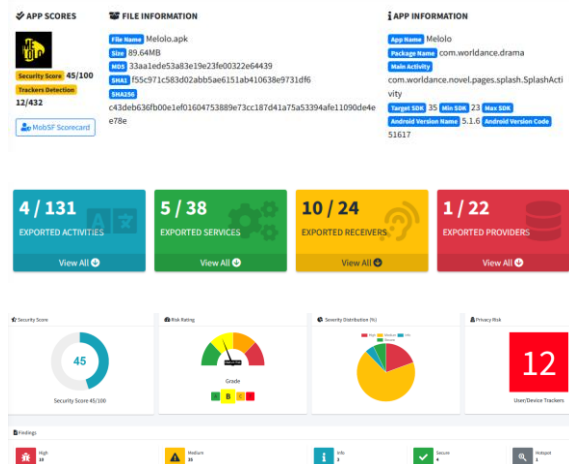 APP SCORES
MELOLO
Security Score 45/100
Trackers Detection
12/432
MobSF Scorecard
FILE INFORMATION
File Name Melolo.apk
Size 89.64MB
MD5 33aa1ede53a83e19e23fe00322e64439
SHA1 f55c971c583d02abb5ae6151ab410638e9731df6
SHA256
c43deb636fb00e1ef01604753889e73cc187d41a75a53394afe11090de4e
e78e
APP INFORMATION
App Name Melolo
Package Name com.worldance.drama
Main Activity
com.worldance.novel.pages.splash.SplashActi
vity
Target SDK 35 Min SDK 23 Max SDK
Android Version Name 5.1.6 Android Version Code
51617
4 / 131
EXPORTED ACTIVITIES
View All
5 / 38
EXPORTED SERVICES
View All
10 / 24
EXPORTED RECEIVERS
View All
1 / 22
EXPORTED PROVIDERS
View All
Security Score
45
Security Score 45/100
Risk Rating
Grade
A B C F
Severity Distribution (%)
High Medium Info
Secure
Privacy Risk
12
User/Device Trackers
Findings
High
Medium
Info
Secure
Hotspot